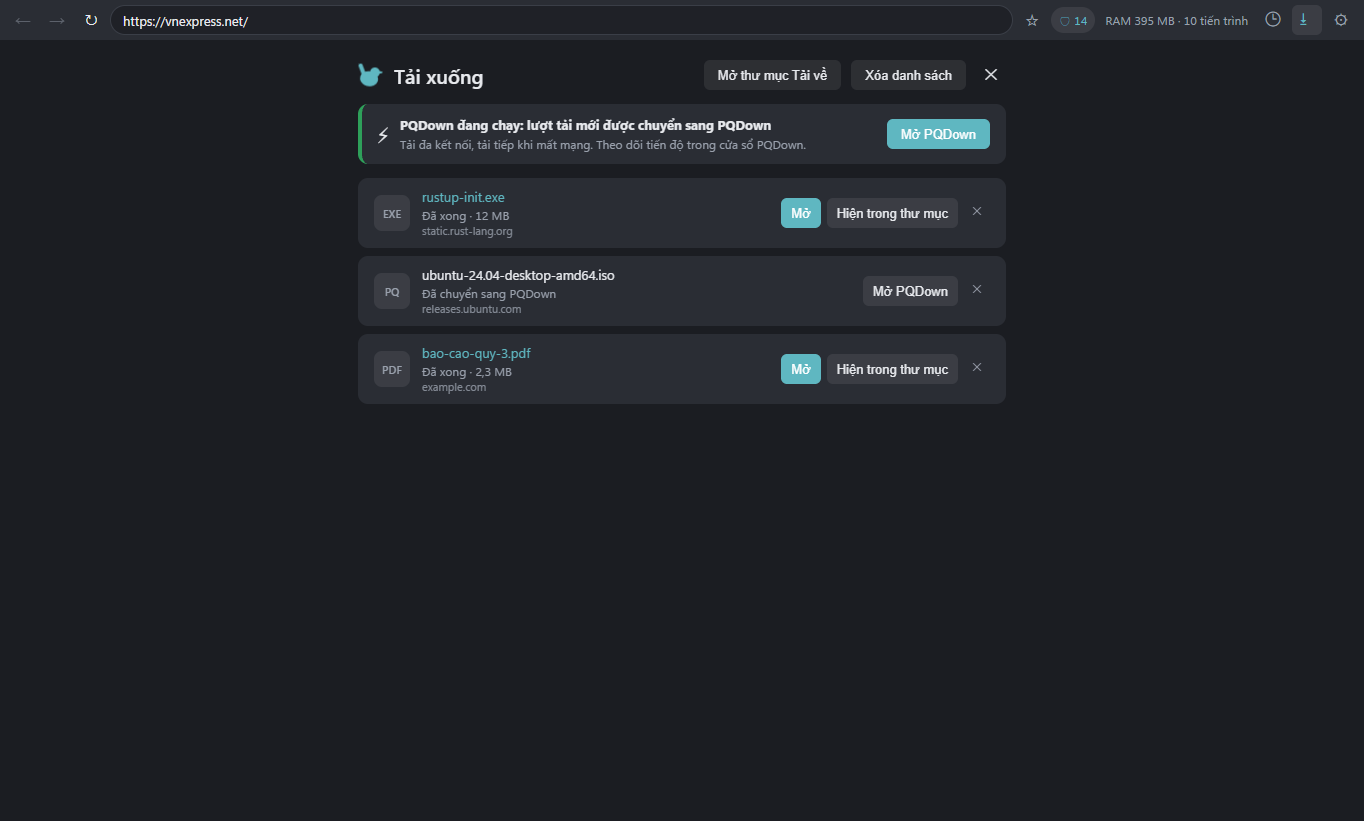 https://vnexpress.net/
14
RAM 395 MB · 10 tiến trình
Tải xuống
Mở thư mục Tải về
Xóa danh sách
PQDown đang chạy: lượt tải mới được chuyển sang PQDown
Tải đa kết nối, tải tiếp khi mất mạng. Theo dõi tiến độ trong cửa sổ PQDown.
Mở PQDown
EXE
rustup-init.exe
Đã xong · 12 MB
static.rust-lang.org
Mở
Hiện trong thư mục
PQ
ubuntu-24.04-desktop-amd64.iso
Đã chuyển sang PQDown
releases.ubuntu.com
Mở PQDown
PDF
bao-cao-quy-3.pdf
Đã xong · 2,3 MB
example.com
Mở
Hiện trong thư mục